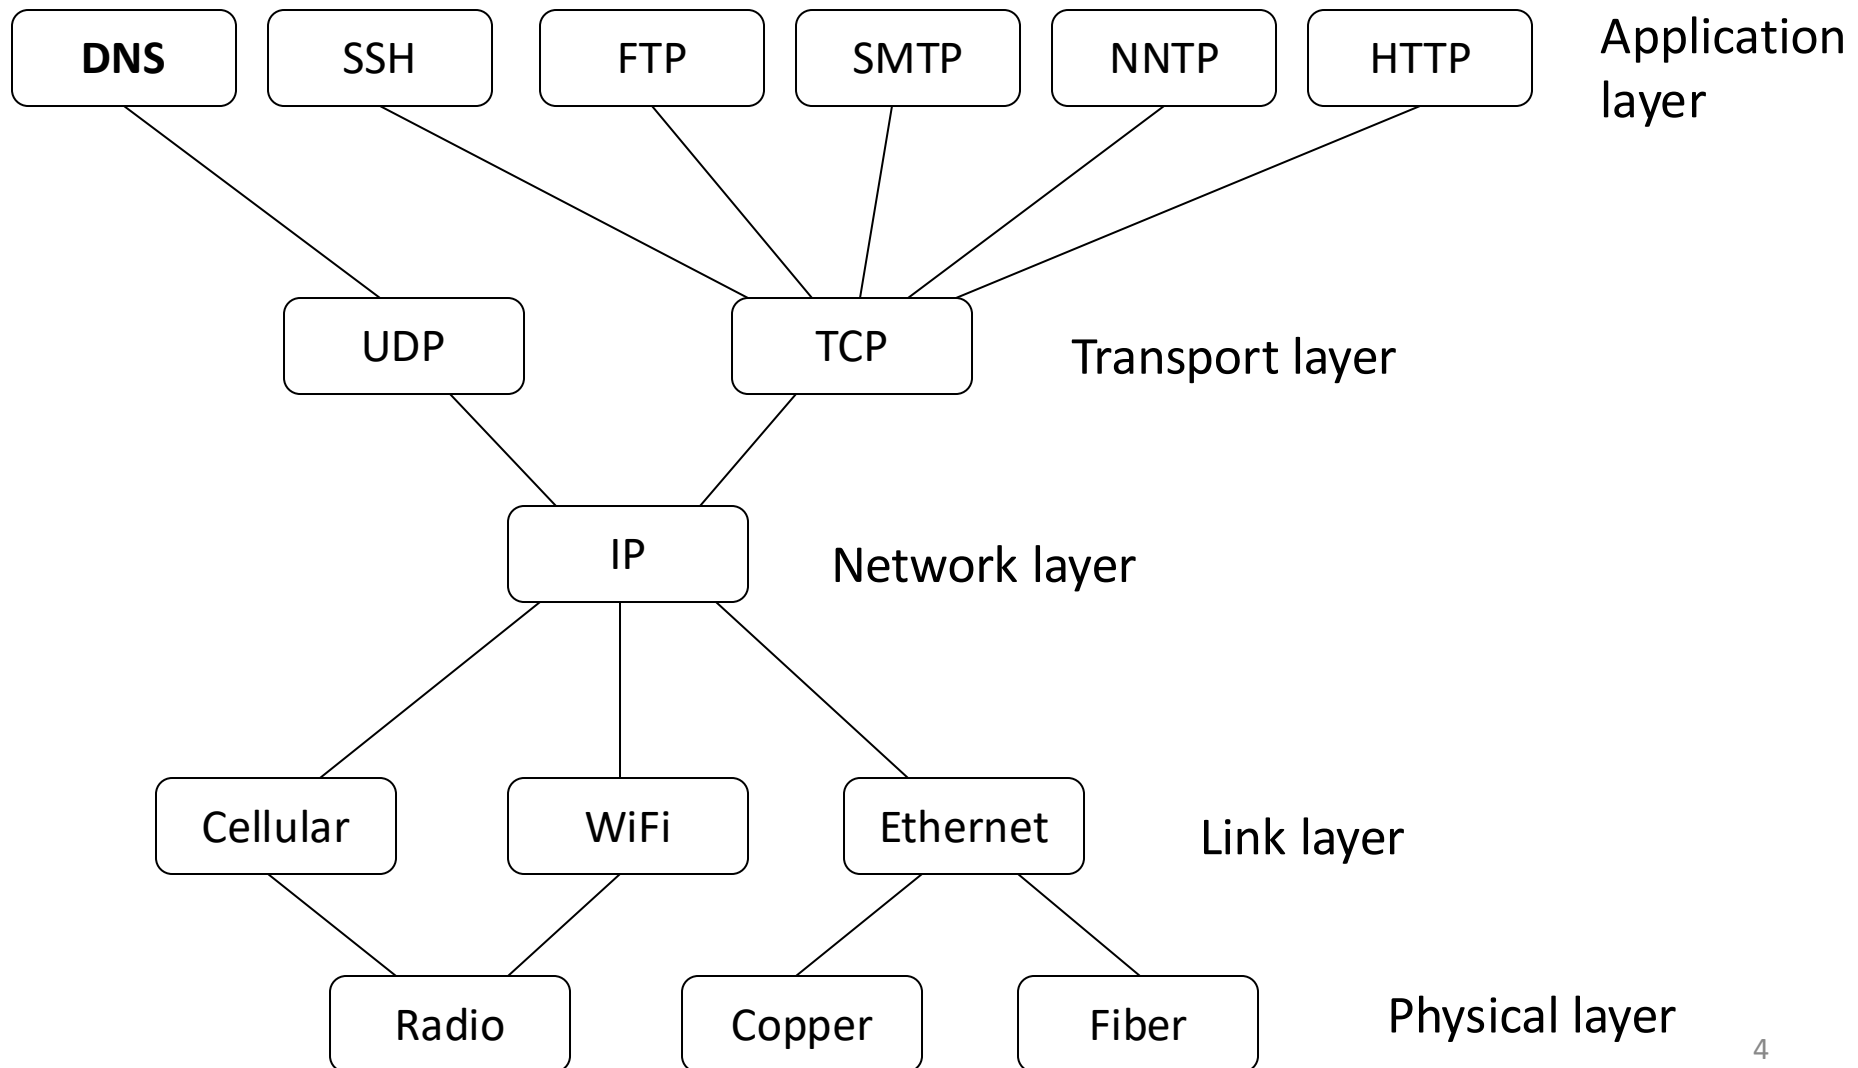 DNS
SSH
FTP
SMTP
NNTP
HTTP
Application
layer
UDP
TCP
Transport layer
IP
Network layer
Cellular
WiFi
Ethernet
Link layer
Radio
Copper
Fiber
Physical layer
4